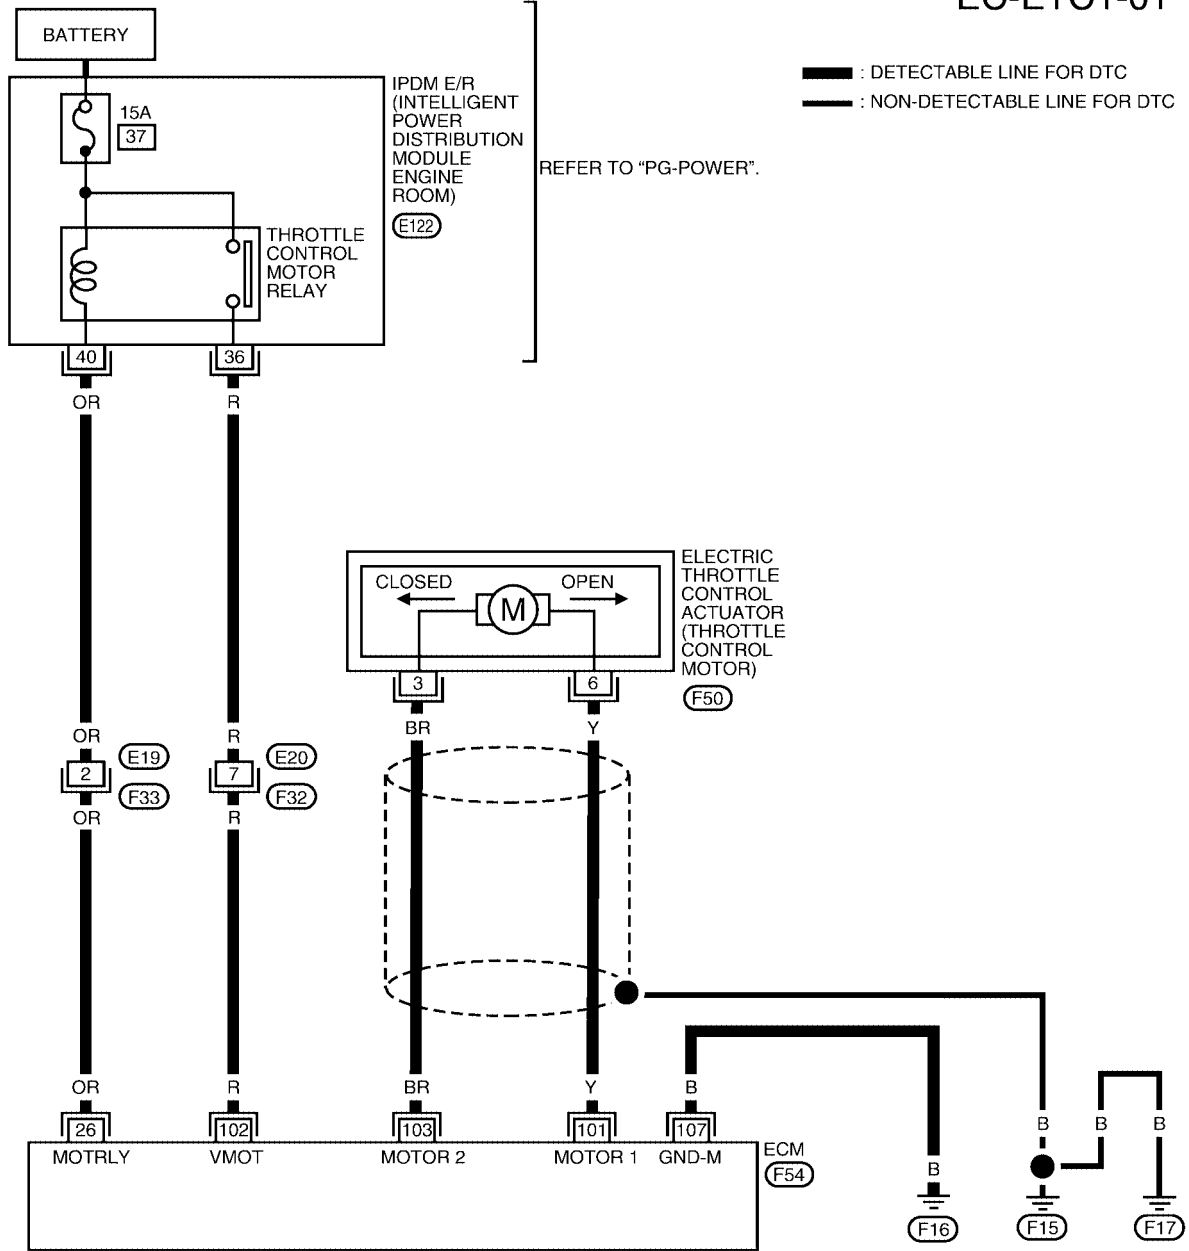 EC-ETC1-01
BATTERY
: DETECTABLE LINE FOR DTC
: NON-DETECTABLE LINE FOR DTC
15A
37
IPDM E/R
(INTELLIGENT
POWER
DISTRIBUTION
MODULE
ENGINE
ROOM)
E122
REFER TO “PG-POWER”.
THROTTLE
CONTROL
MOTOR
RELAY
40
36
OR
R
CLOSED
OPEN
M
ELECTRIC
THROTTLE
CONTROL
ACTUATOR
(THROTTLE
CONTROL
MOTOR)
F50
3
6
BR
Y
OR
R
2
E19
F33
7
E20
F32
OR
R
OR
R
BR
Y
B
26
102
103
101
107
MOTRLY
VMOT
MOTOR 2
MOTOR 1
GND-M
ECM
F54
B
B
B
B
F16
F15
F17